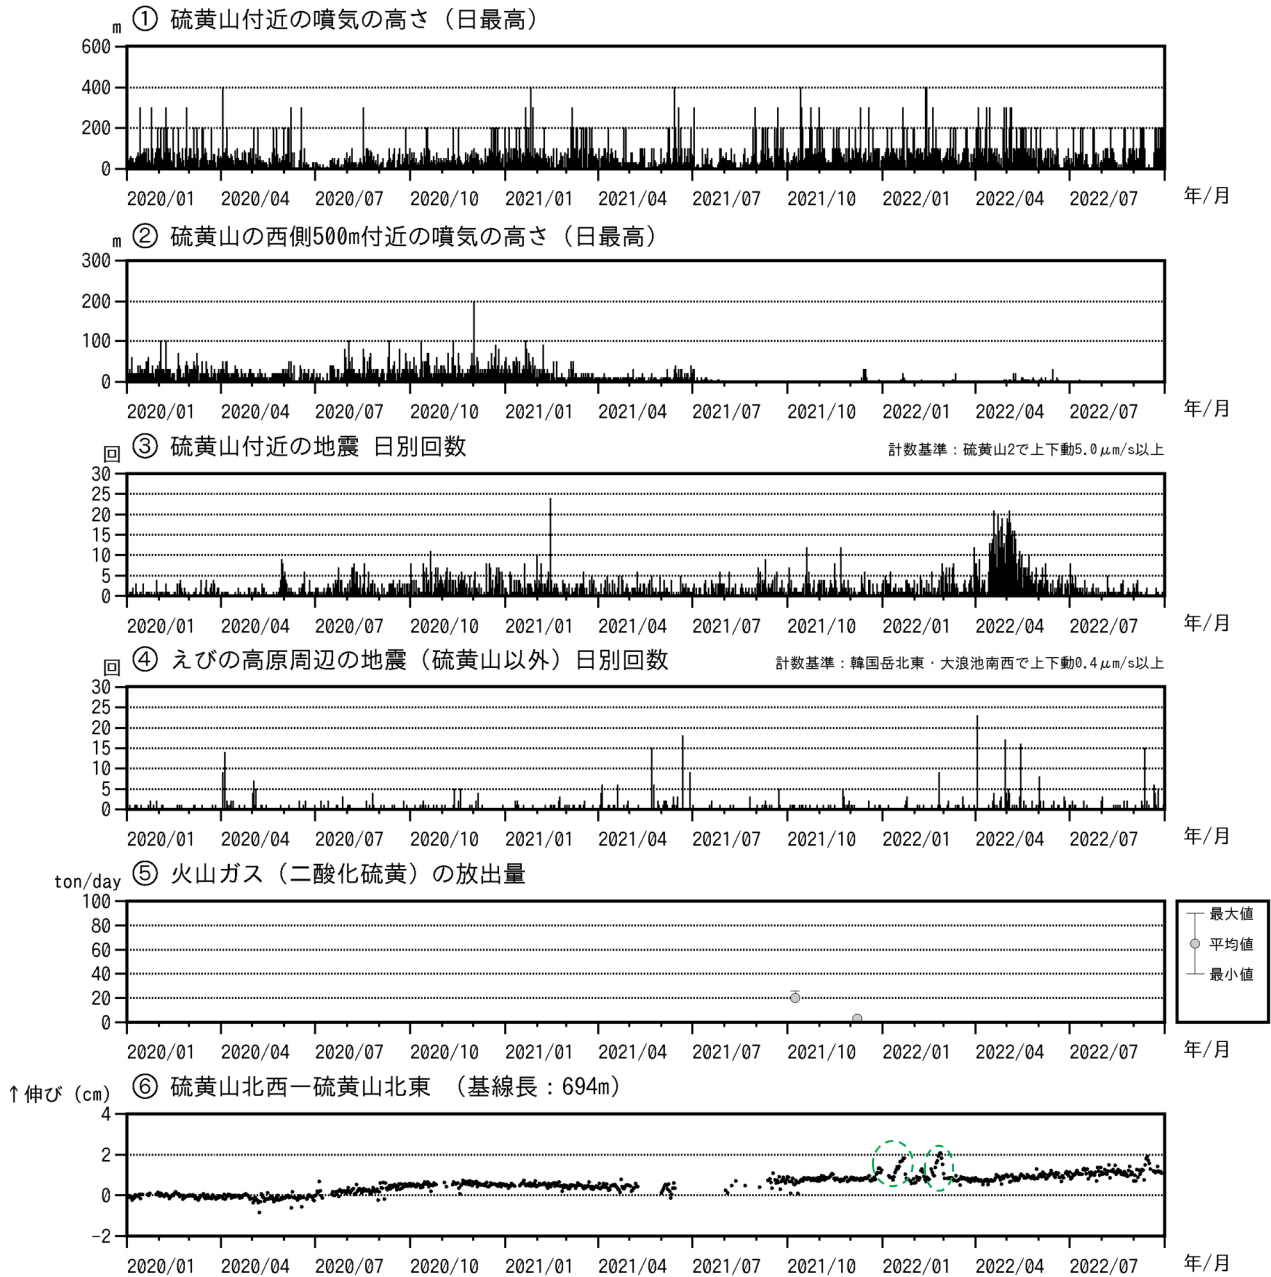 ① 硫黄山付近の噴気の高さ（日最高）
m
600
400
200
0
2020/01 2020/04 2020/07 2020/10 2021/01 2021/04 2021/07 2021/10 2022/01 2022/04 2022/07 年/月
② 硫黄山の西側500m付近の噴気の高さ（日最高）
m
300
200
100
0
2020/01 2020/04 2020/07 2020/10 2021/01 2021/04 2021/07 2021/10 2022/01 2022/04 2022/07 年/月
③ 硫黄山付近の地震 日別回数
計数基準：硫黄山2で上下動5.0μm/s以上
回
30
25
20
15
10
5
0
2020/01 2020/04 2020/07 2020/10 2021/01 2021/04 2021/07 2021/10 2022/01 2022/04 2022/07 年/月
④ えびの高原周辺の地震（硫黄山以外）日別回数
計数基準：韓国岳北東・大浪池南西で上下動0.4μm/s以上
回
30
25
20
15
10
5
0
2020/01 2020/04 2020/07 2020/10 2021/01 2021/04 2021/07 2021/10 2022/01 2022/04 2022/07 年/月
⑤ 火山ガス（二酸化硫黄）の放出量
ton/day
100
80
60
40
20
0
最大値
平均値
最小値
2020/01 2020/04 2020/07 2020/10 2021/01 2021/04 2021/07 2021/10 2022/01 2022/04 2022/07 年/月
⑥ 硫黄山北西－硫黄山北東 （基線長：694m）
↑伸び (cm)
4
2
0
-2
2020/01 2020/04 2020/07 2020/10 2021/01 2021/04 2021/07 2021/10 2022/01 2022/04 2022/07 年/月